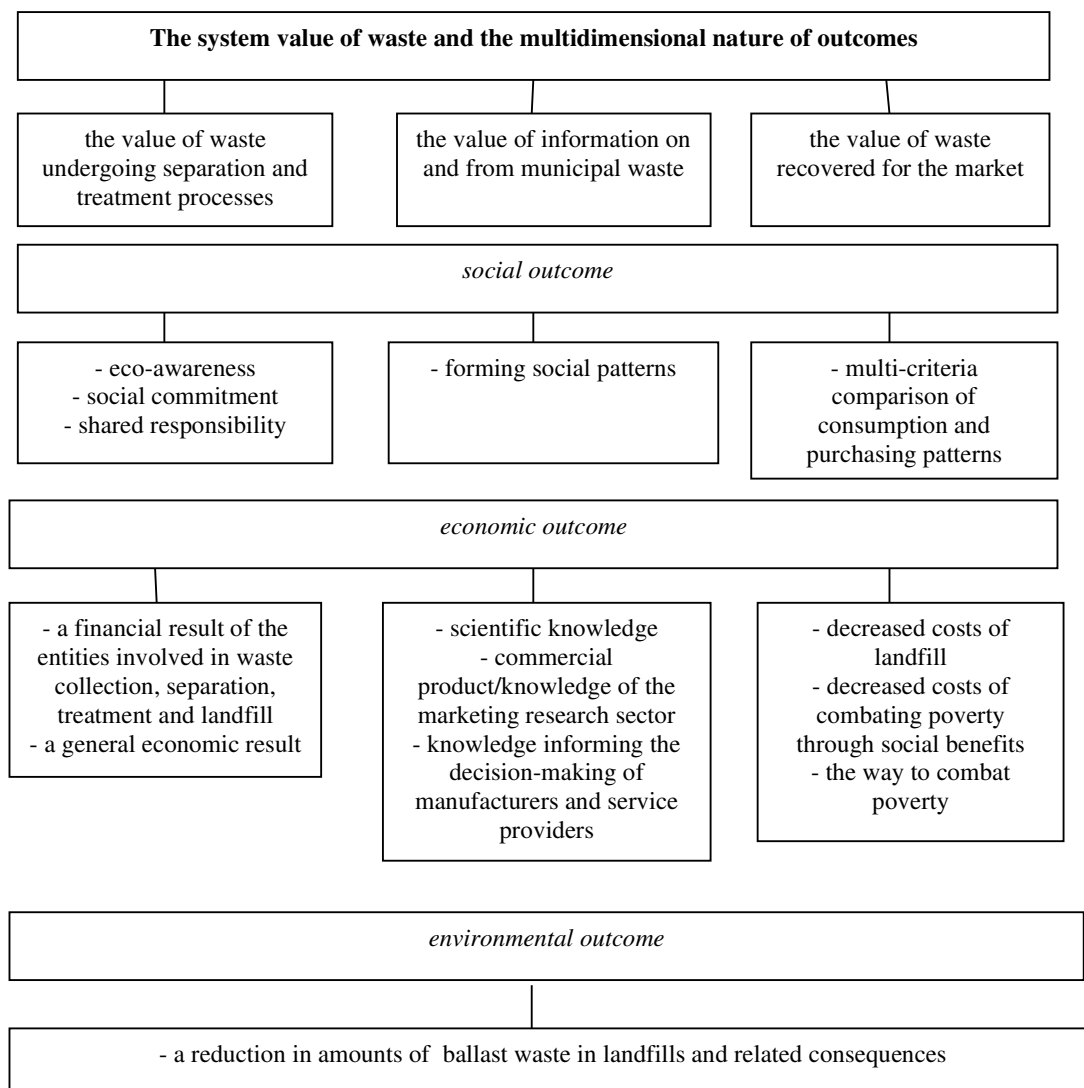 The system value of waste and the multidimensional nature of outcomes
the value of waste
undergoing separation and
treatment processes
the value of information on
and from municipal waste
the value of waste
recovered for the market
social outcome
- eco-awareness
- social commitment
- shared responsibility
- forming social patterns
- multi-criteria
comparison of
consumption and
purchasing patterns
economic outcome
- a financial result of the
entities involved in waste
collection, separation,
treatment and landfill
- a general economic result
- scientific knowledge
- commercial
product/knowledge of the
marketing research sector
- knowledge informing the
decision-making of
manufacturers and service
providers
- decreased costs of
landfill
- decreased costs of
combating poverty
through social benefits
- the way to combat
poverty
environmental outcome
- a reduction in amounts of ballast waste in landfills and related consequences